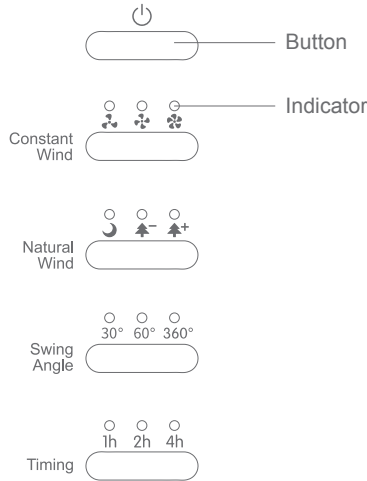 Button
Indicator
Constant
Wind
Natural
Wind
30° 60° 360°
Swing
Angle
1h 2h 4h
Timing